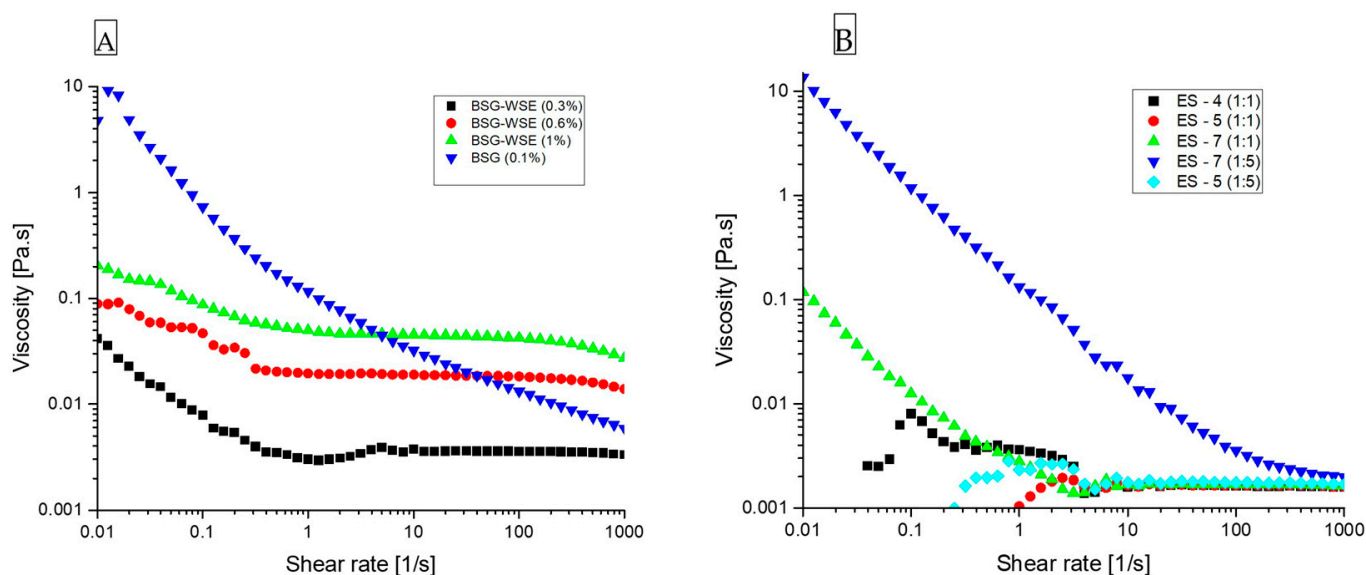 A
10
1
0.1
0.01
0.001
Viscosity [Pa.s]
0.01
0.1
1
10
100
1000
Shear rate [1/s]
BSG-WSE (0.3%)
BSG-WSE (0.6%)
BSG-WSE (1%)
BSG (0.1%)
B
10
1
0.1
0.01
0.001
Viscosity [Pa.s]
0.01
0.1
1
10
100
1000
Shear rate [1/s]
ES - 4 (1:1)
ES - 5 (1:1)
ES - 7 (1:1)
ES - 7 (1:5)
ES - 5 (1:5)